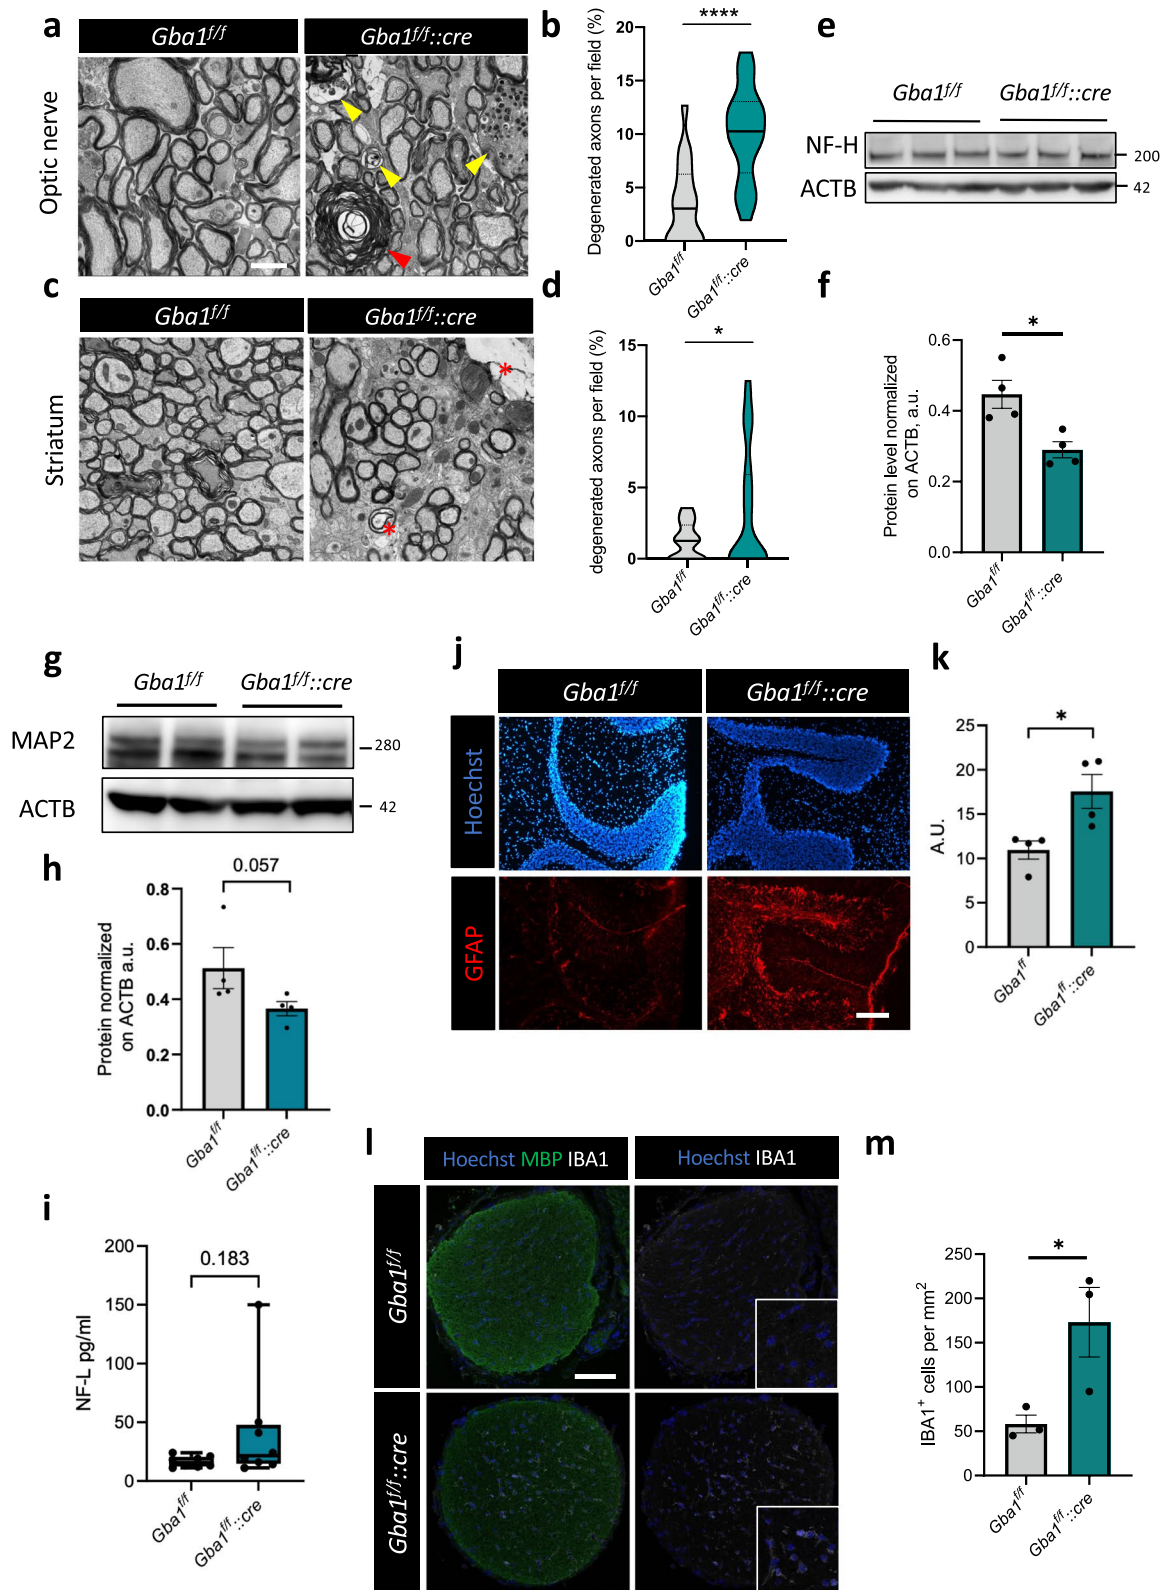 a
Gba1f/f
Gba1f/f::cre
Optic nerve
b
Degenerated axons per field (%)
20
15
10
5
0
****
Gba1f/f
Gba1f/f::cre
e
Gba1f/f
Gba1f/f::cre
NF-H
200
ACTB
42
c
Gba1f/f
Gba1f/f::cre
Striatum
*
*
d
degenerated axons per field (%)
15
10
5
0
*
Gba1f/f
Gba1f/f::cre
f
Protein level normalized
on ACTB, a.u.
0.6
0.4
0.2
0.0
*
Gba1f/f
Gba1f/f::cre
g
Gba1f/f
Gba1f/f::cre
MAP2
280
ACTB
42
h
Protein normalized
on ACTB a.u.
0.8
0.6
0.4
0.2
0.0
0.057
Gba1f/f
Gba1f/f::cre
i
NF-L pg/ml
200
150
100
50
0
0.183
Gba1f/f
Gba1f/f::cre
j
Gba1f/f
Gba1f/f::cre
Hoechst
GFAP
k
A.U.
25
20
15
10
5
0
*
Gba1ff
Gba1ff::cre
l
Hoechst MBP IBA1
Hoechst IBA1
Gba1f/f
Gba1f/f::cre
m
IBA1+ cells per mm2
250
200
150
100
50
0
*
Gba1f/f
Gba1f/f::cre